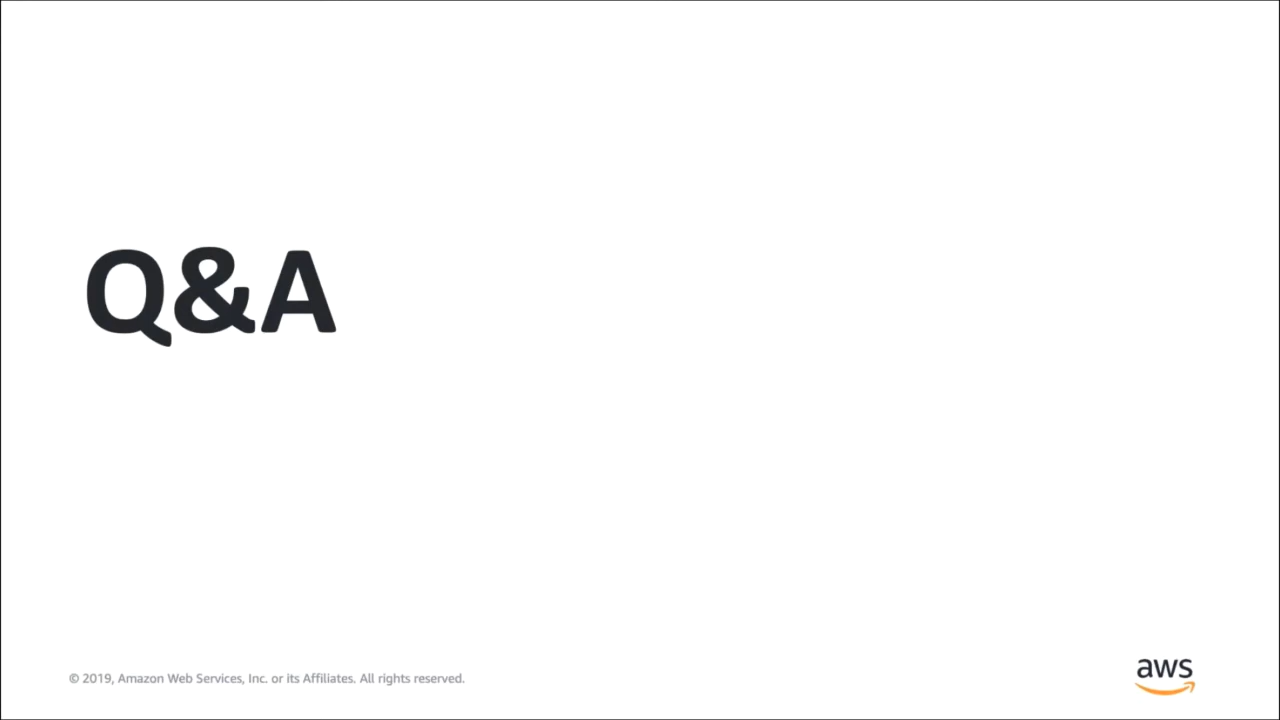 Q&A
© 2019, Amazon Web Services, Inc. or its Affiliates. All rights reserved.
aws